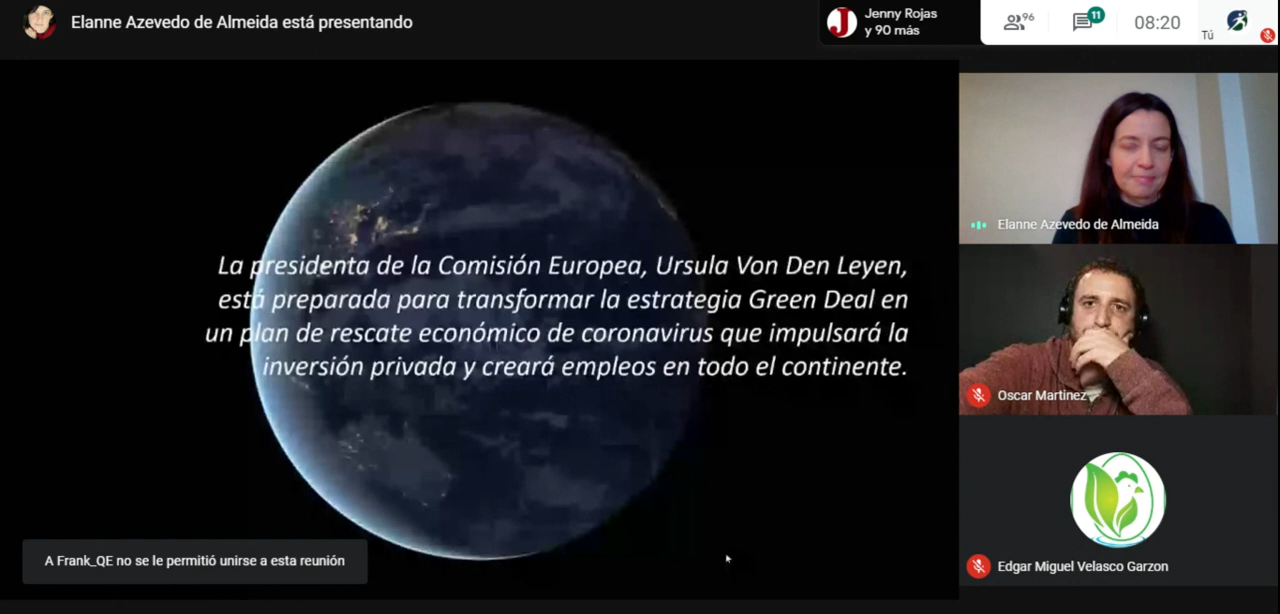 Elanne Azevedo de Almeida está presentando
Jenny Rojas
y 90 más
96
11
08:20
Tú
J
La presidenta de la Comisión Europea, Ursula Von Den Leyen,
está preparada para transformar la estrategia Green Deal en
un plan de rescate económico de coronavirus que impulsará la
inversión privada y creará empleos en todo el continente.
Elanne Azevedo de Almeida
Oscar Martinez
Edgar Miguel Velasco Garzon
A Frank_QE no se le permitió unirse a esta reunión